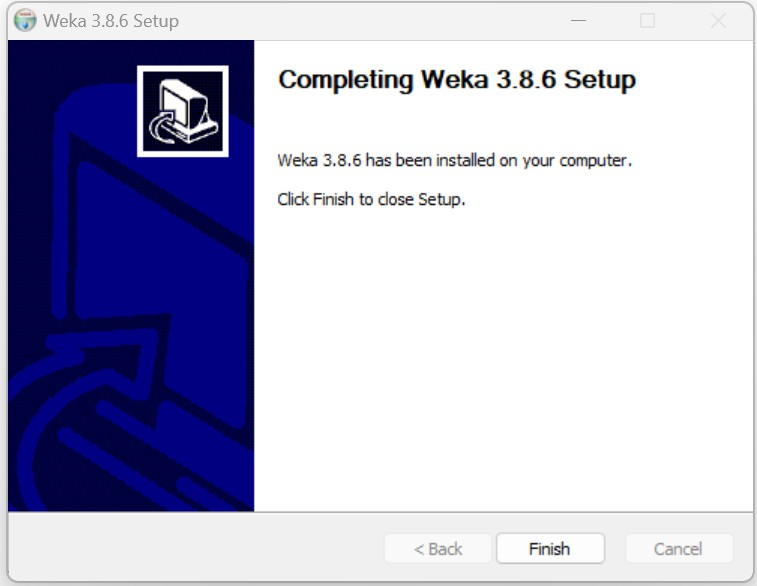 Weka 3.8.6 Setup
Completing Weka 3.8.6 Setup
Weka 3.8.6 has been installed on your computer.
Click Finish to close Setup.
< Back
Finish
Cancel